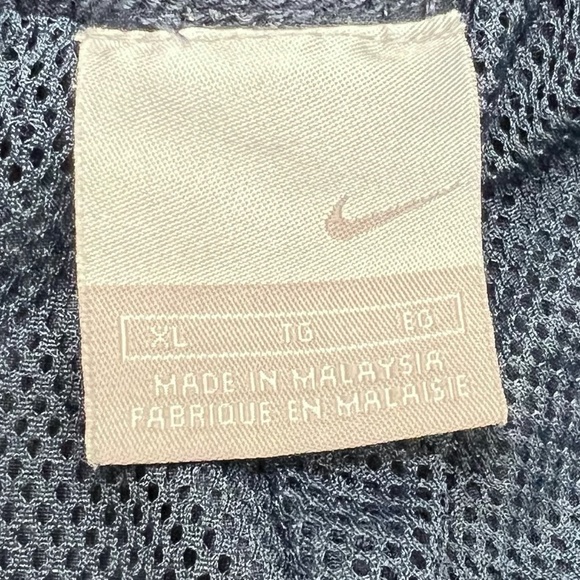 XL TG EG
MADE IN MALAYSIA
FABRIQUE EN MALAISIE